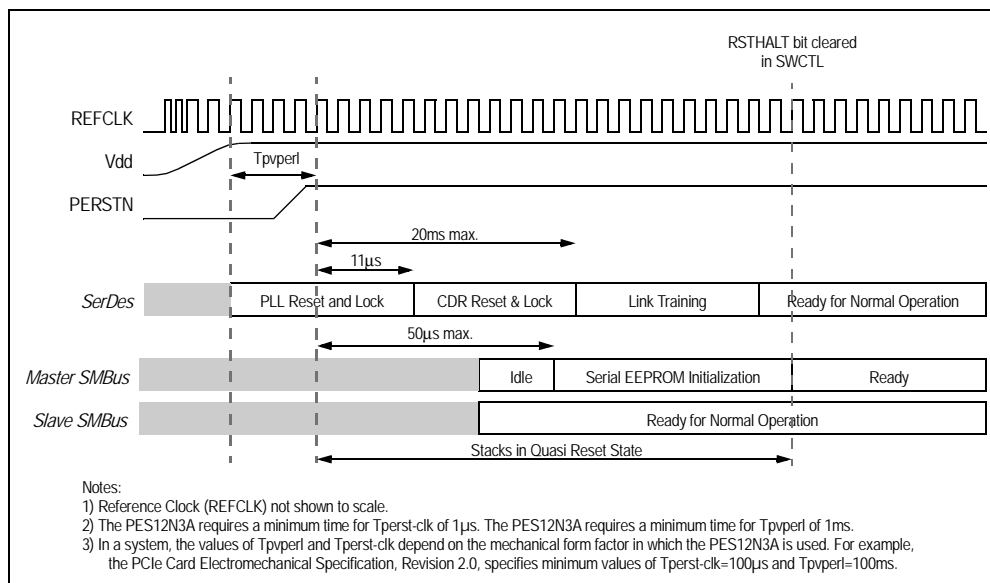 RSTHALT bit cleared
in SWCTL
REFCLK
Vdd
Tpvperl
PERSTN
20ms max.
11μs
SerDes
PLL Reset and Lock
CDR Reset & Lock
Link Training
Ready for Normal Operation
50μs max.
Master SMBus
Idle
Serial EEPROM Initialization
Ready
Slave SMBus
Ready for Normal Operation
Stacks in Quasi Reset State
Notes:
1) Reference Clock (REFCLK) not shown to scale.
2) The PES12N3A requires a minimum time for Tperst-clk of 1μs. The PES12N3A requires a minimum time for Tpvperl of 1ms.
3) In a system, the values of Tpvperl and Tperst-clk depend on the mechanical form factor in which the PES12N3A is used. For example,
the PCIe Card Electromechanical Specification, Revision 2.0, specifies minimum values of Tperst-clk=100μs and Tpvperl=100ms.